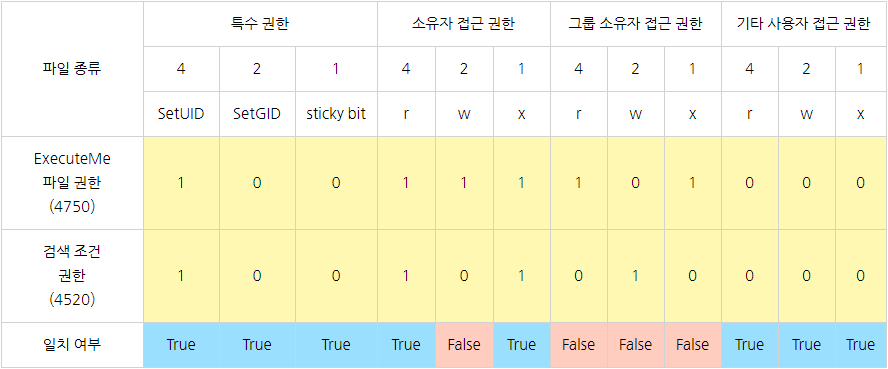 파일 종류 특수 권한 소유자 접근 권한 그룹 소유자 접근 권한 기타 사용자 접근 권한
4 2 1 4 2 1 4 2 1 4 2 1
SetUID SetGID sticky bit r w x r w x r w x
ExecuteMe
파일 권한
(4750)
1 0 0 1 1 1 1 0 1 0 0 0
검색 조건
권한
(4520)
1 0 0 1 0 1 0 1 0 0 0 0
일치 여부 True True True True False True False False False True True True